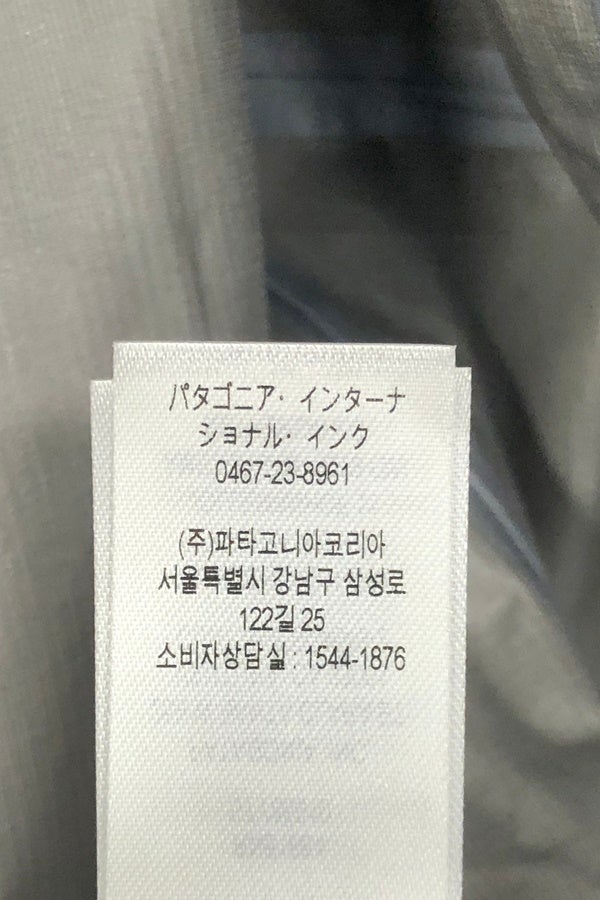 パタゴニア・インターナ
ショナル・インク
0467-23-8961
(주)파타고니아코리아
서울특별시 강남구 삼성로
122길 25
소비자상담실 : 1544-1876